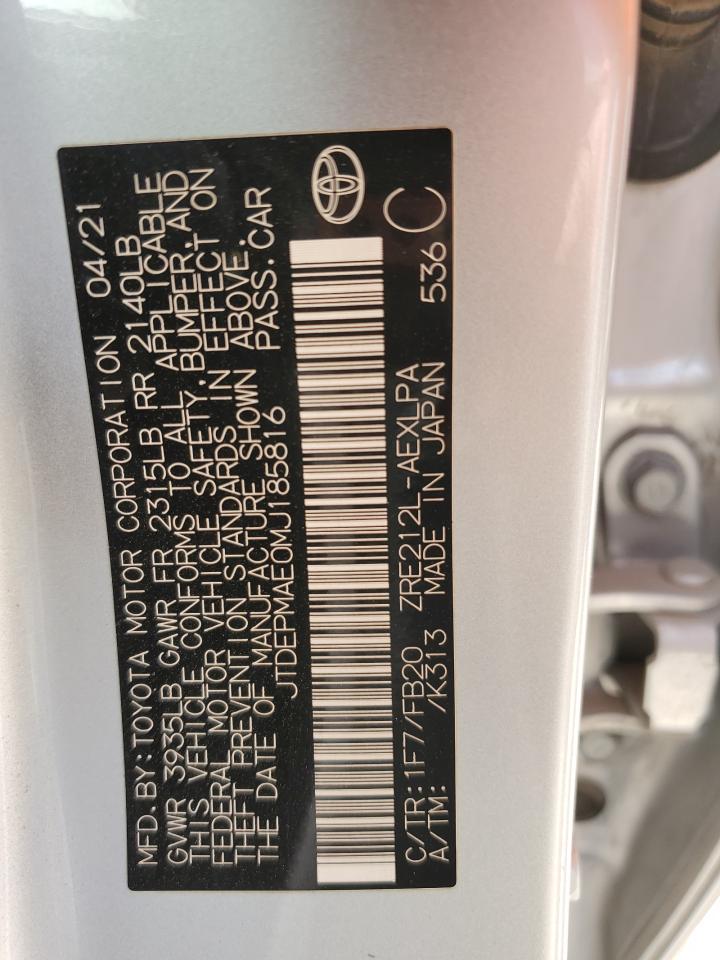 MFD.BY:TOYOTA MOTOR CORPORATION 04/21
GVWR 3935LB GAWR FR 2315LB RR 2140LB
THIS VEHICLE CONFORMS TO ALL APPLICABLE
FEDERAL MOTOR VEHICLE SAFETY,BUMPER,AND
THEFT PREVENTION STANDARDS IN EFFECT ON
THE DATE OF MANUFACTURE SHOWN ABOVE.
JTDEPMAE0MJ185816 PASS.CAR
C/TR:1F7/FB20 ZRE212L-AEXLPA 536 C
A/TM: /K313 MADE IN JAPAN